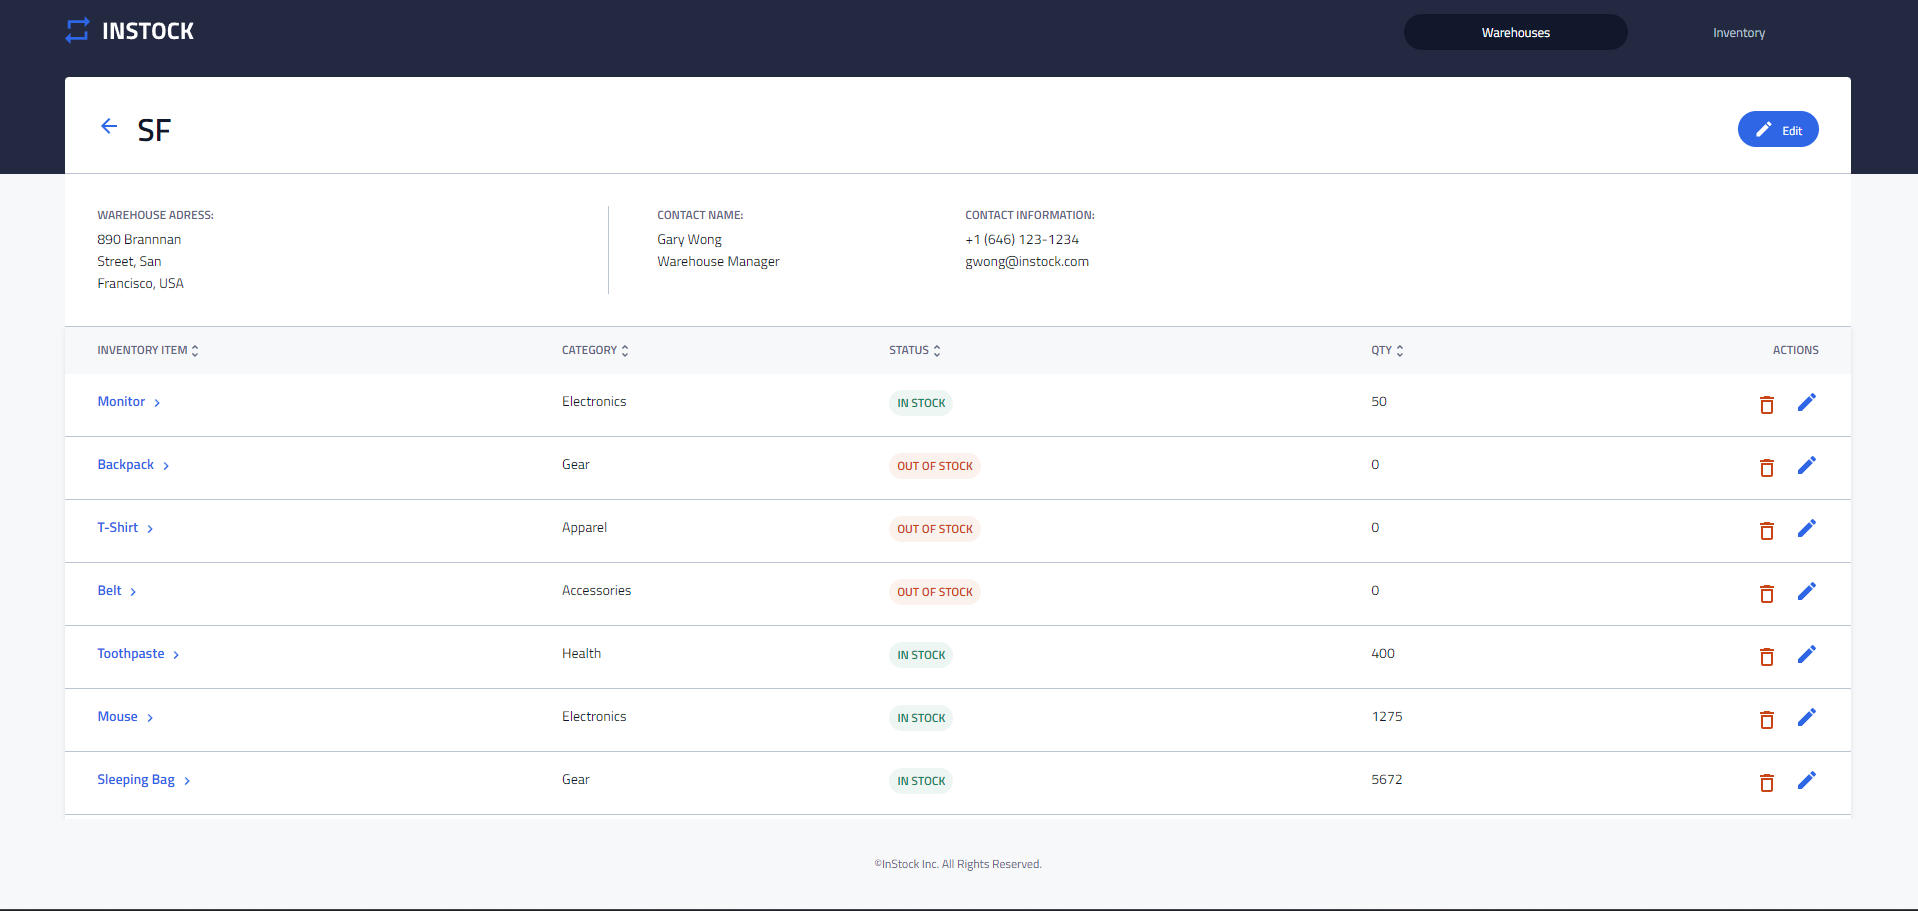 INSTOCK
Warehouses
Inventory
SF
Edit
WAREHOUSE ADRESS:
890 Brannnan
Street, San
Francisco, USA
CONTACT NAME:
Gary Wong
Warehouse Manager
CONTACT INFORMATION:
+1 (646) 123-1234
gwong@instock.com
INVENTORY ITEM CATEGORY STATUS QTY ACTIONS
Monitor Electronics IN STOCK 50
Backpack Gear OUT OF STOCK 0
T-Shirt Apparel OUT OF STOCK 0
Belt Accessories OUT OF STOCK 0
Toothpaste Health IN STOCK 400
Mouse Electronics IN STOCK 1275
Sleeping Bag Gear IN STOCK 5672
©InStock Inc. All Rights Reserved.